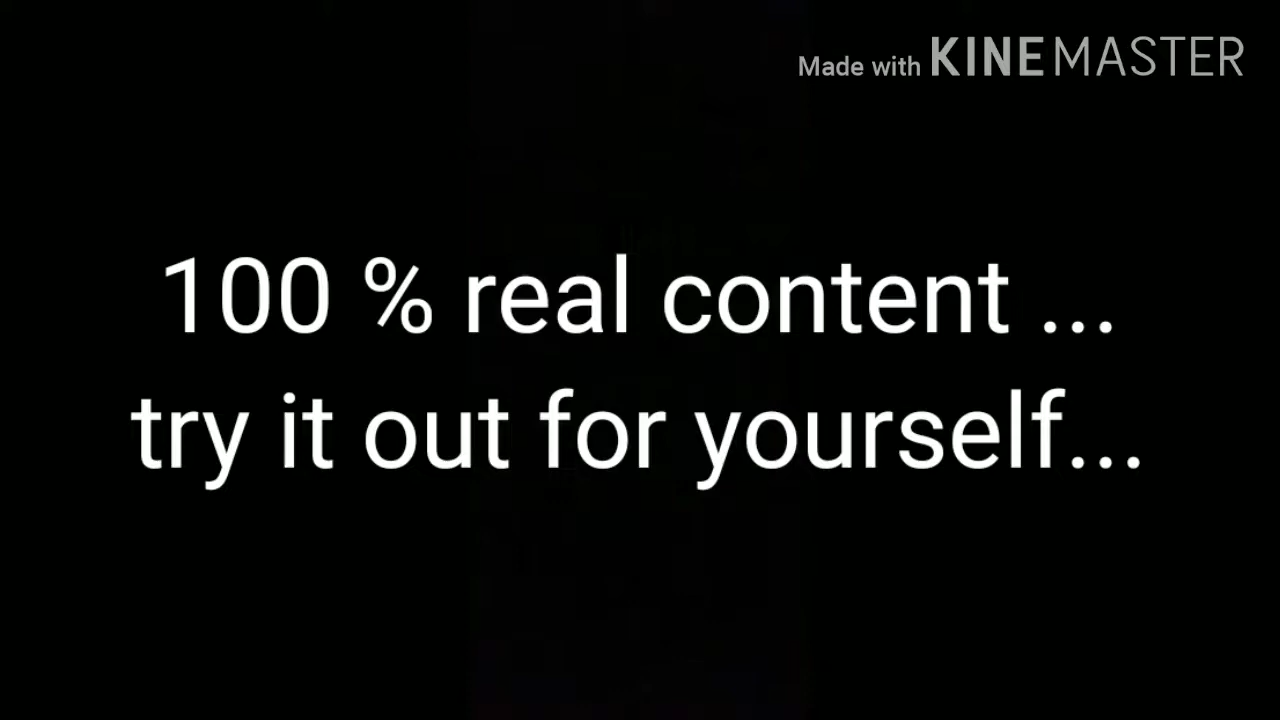 Made with KINEMASTER
100 % real content ...
try it out for yourself...